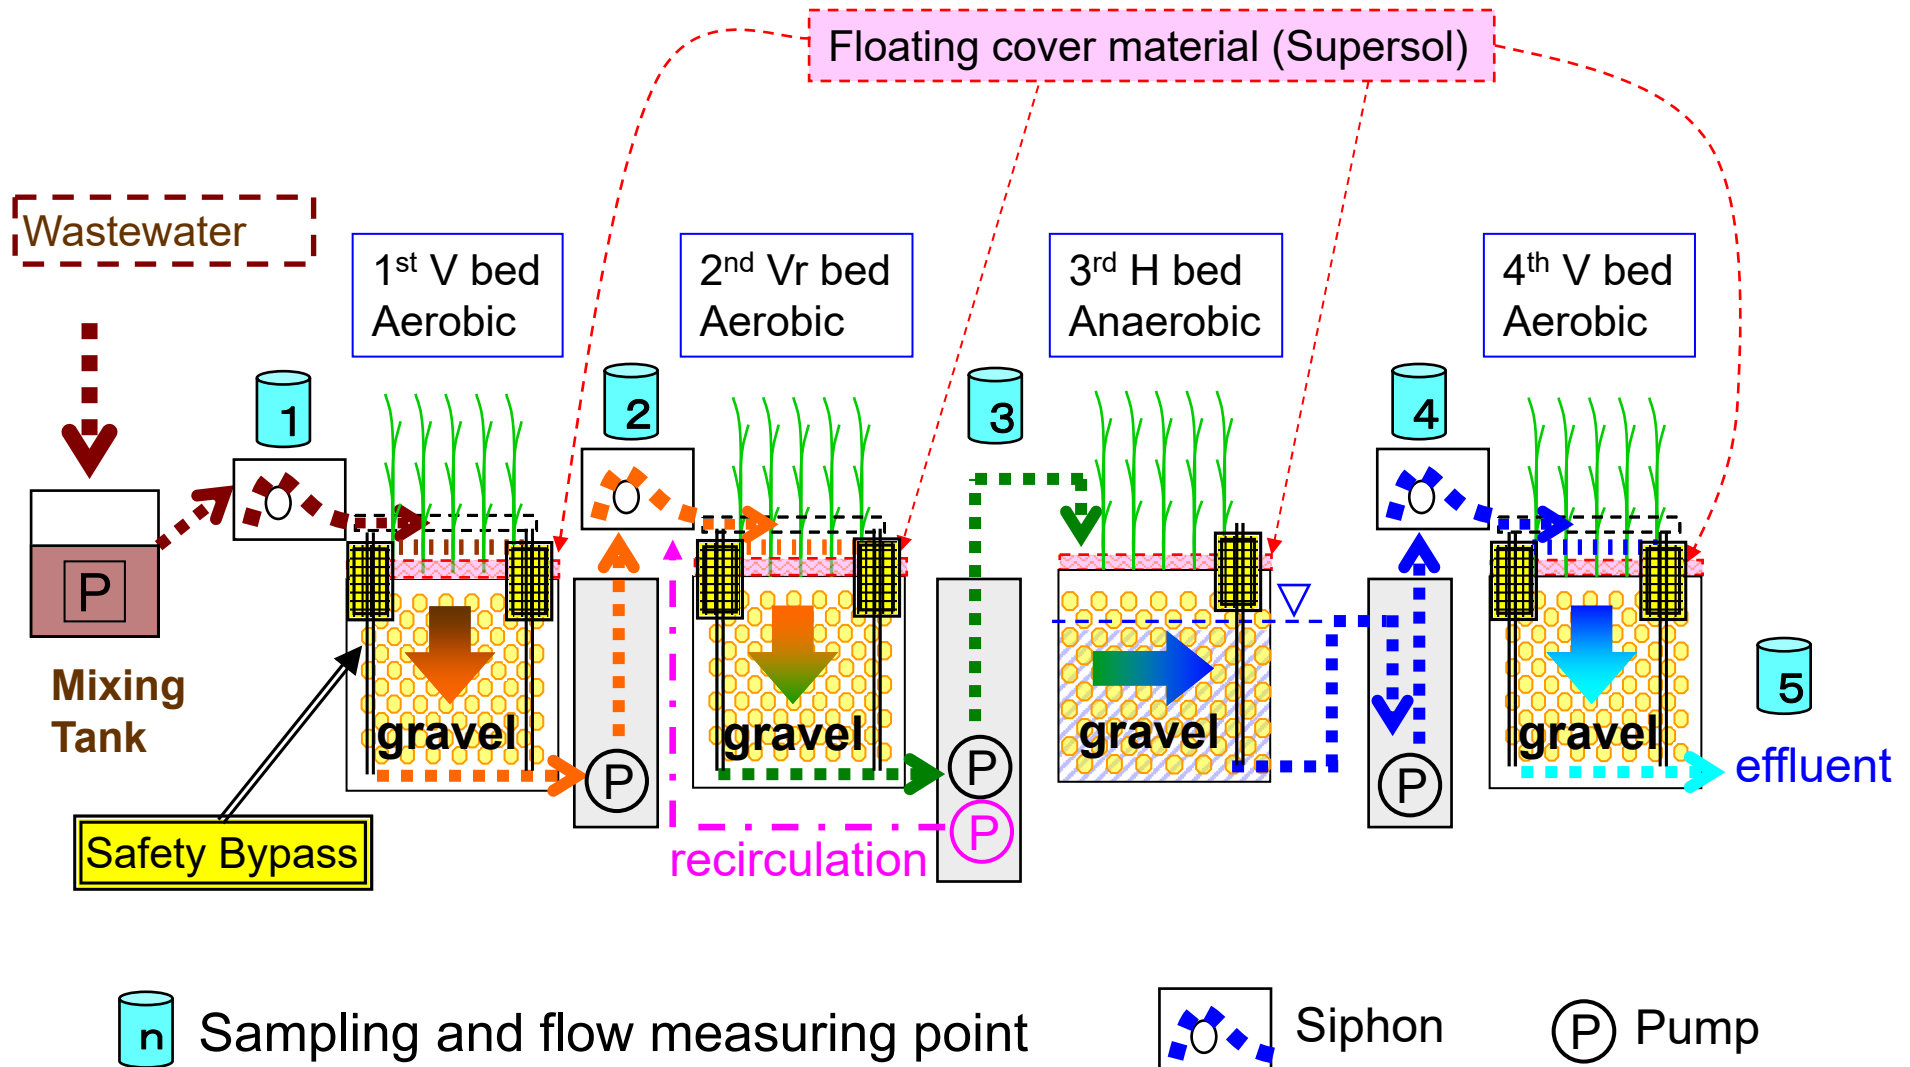 Floating cover material (Supersol)
Wastewater
1st V bed
Aerobic
2nd Vr bed
Aerobic
3rd H bed
Anaerobic
4th V bed
Aerobic
1
2
3
4
5
P
Mixing
Tank
gravel
P
gravel
P
P
gravel
P
gravel
effluent
recirculation
Safety Bypass
n
Sampling and flow measuring point
Siphon
P
Pump